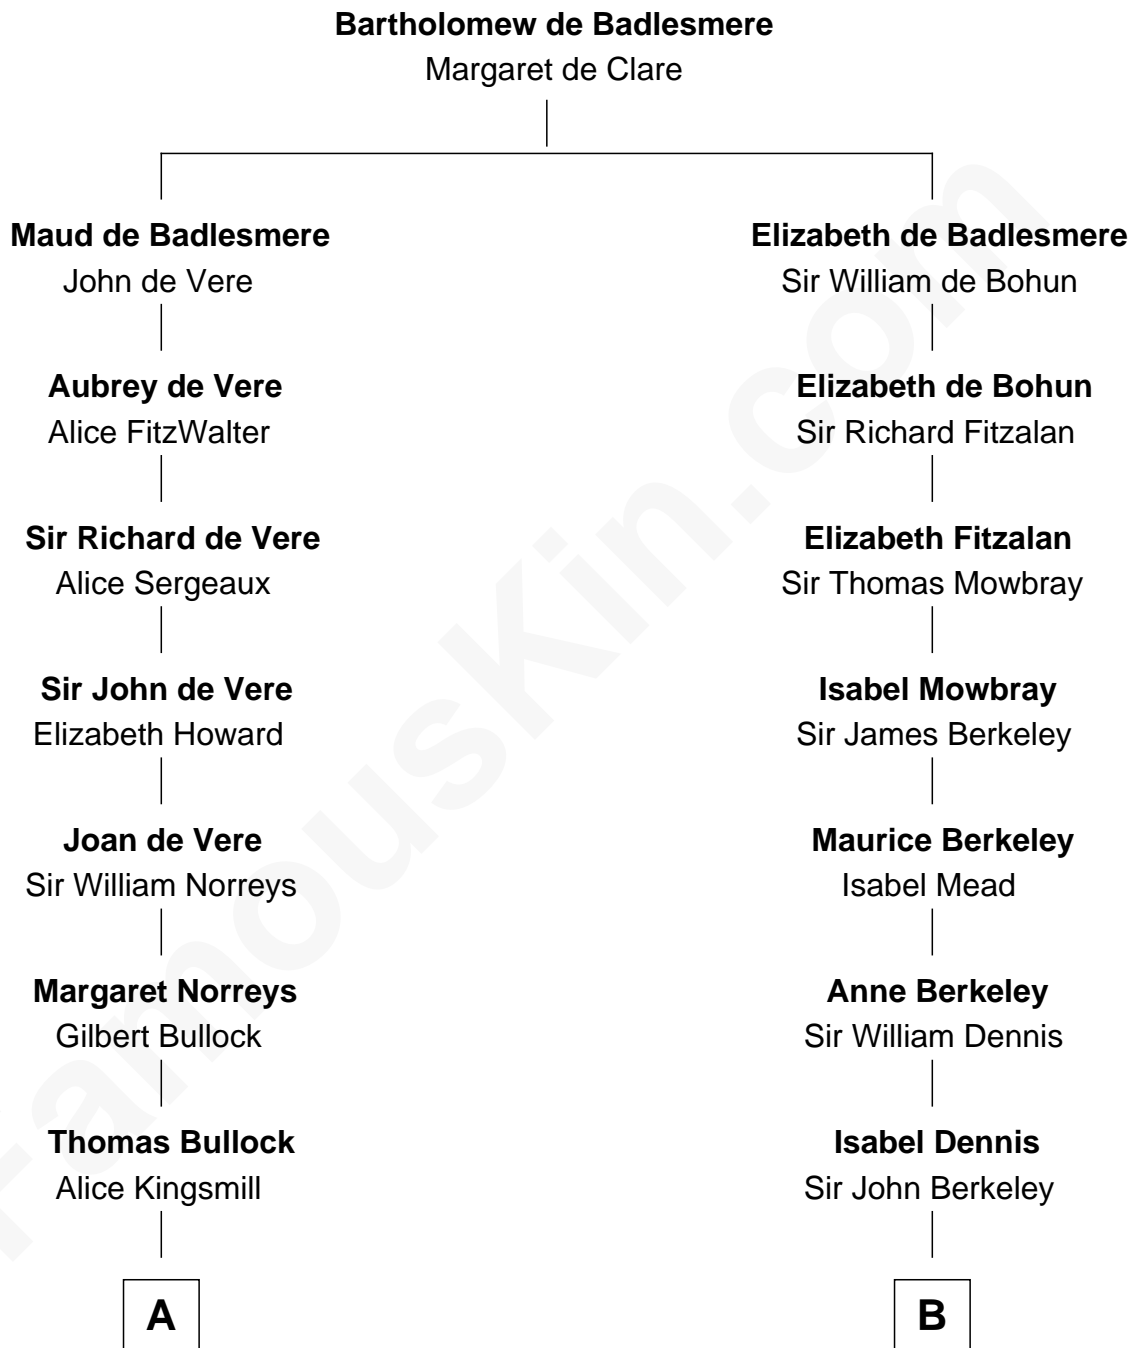 Bartholomew de Badlesmere
Margaret de Clare
Maud de Badlesmere
John de Vere
Elizabeth de Badlesmere
Sir William de Bohun
Aubrey de Vere
Alice FitzWalter
Elizabeth de Bohun
Sir Richard Fitzalan
Sir Richard de Vere
Alice Sergeaux
Elizabeth Fitzalan
Sir Thomas Mowbray
Sir John de Vere
Elizabeth Howard
Isabel Mowbray
Sir James Berkeley
Joan de Vere
Sir William Norreys
Maurice Berkeley
Isabel Mead
Margaret Norreys
Gilbert Bullock
Anne Berkeley
Sir William Dennis
Thomas Bullock
Alice Kingsmill
Isabel Dennis
Sir John Berkeley
A
B
FamousKin.com